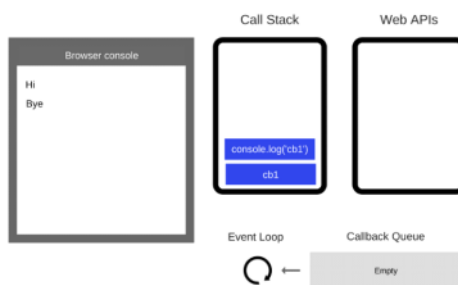 Call Stack
Web APIs
Browser console
Hi
Bye
console.log('cb1')
cb1
Event Loop
Callback Queue
Empty